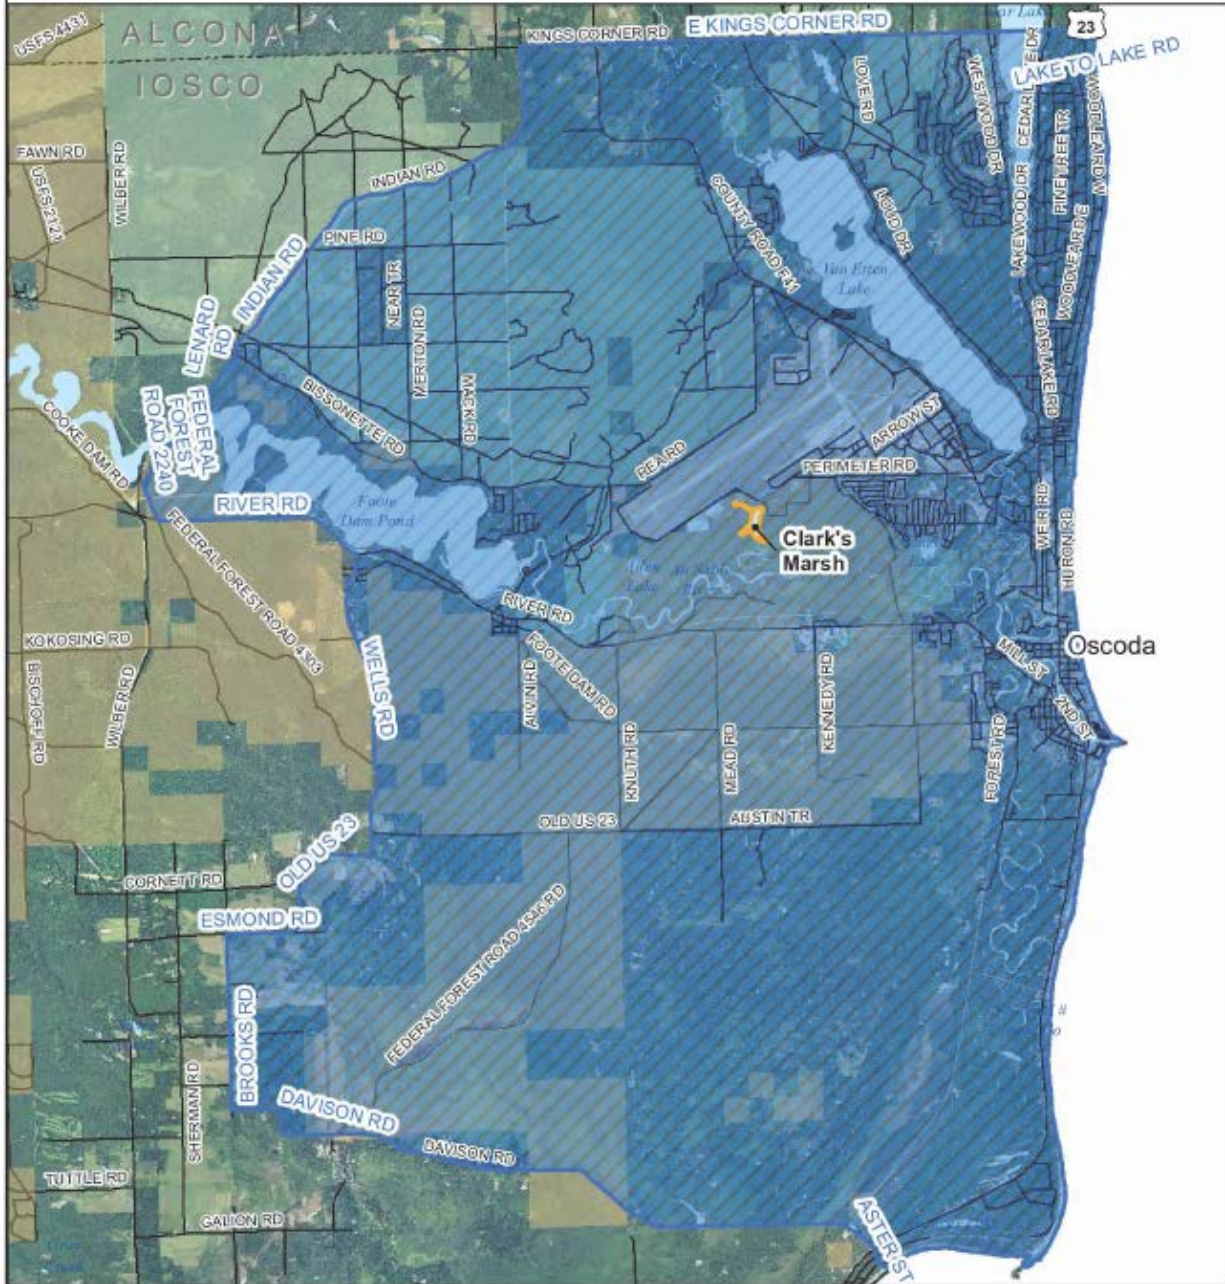 USFS 4431
ALCONA
IOSCO
KINGS CORNER RD
E KINGS CORNER RD
23
LAKE TO LAKE RD
FAWN RD
USFS 2121
WILBER RD
INDIAN RD
LOVE RD
WESTWOOD DR
CEDAR LAKE DR
LAKEWOOD DR
PINE TREE TR
WOODLEA RD W
WOODLEA RD E
PINE RD
INDIAN RD
NEAR TR
COUNTY ROAD F41
LOUD DR
Van Etten
Lake
LENARD
RD
MERTON RD
MACK RD
CEDAR LAKE RD
BISSONETTE RD
FEDERAL
FOREST
ROAD 2240
COOKE DAM RD
REA RD
ARROW ST
PERIMETER RD
RIVER RD
Foote
Dam Pond
Clark's
Marsh
WEIR RD
HURON RD
FEDERAL FOREST ROAD 4303
Allen
Lake
RIVER RD
KOKOSING RD
BISCHOFF RD
WILBER RD
WELLS RD
ALVIN RD
FOOTE DAM RD
KNUTH RD
MEAD RD
KENNEDY RD
MILL ST
2ND ST
Oscoda
FOREST RD
OLD US 23
AUSTIN TR
OLD US 23
CORNETT RD
ESMOND RD
FEDERAL FOREST ROAD 4546 RD
BROOKS RD
SHERMAN RD
DAVISON RD
DAVISON RD
TUTTLE RD
GALION RD
ASTER ST